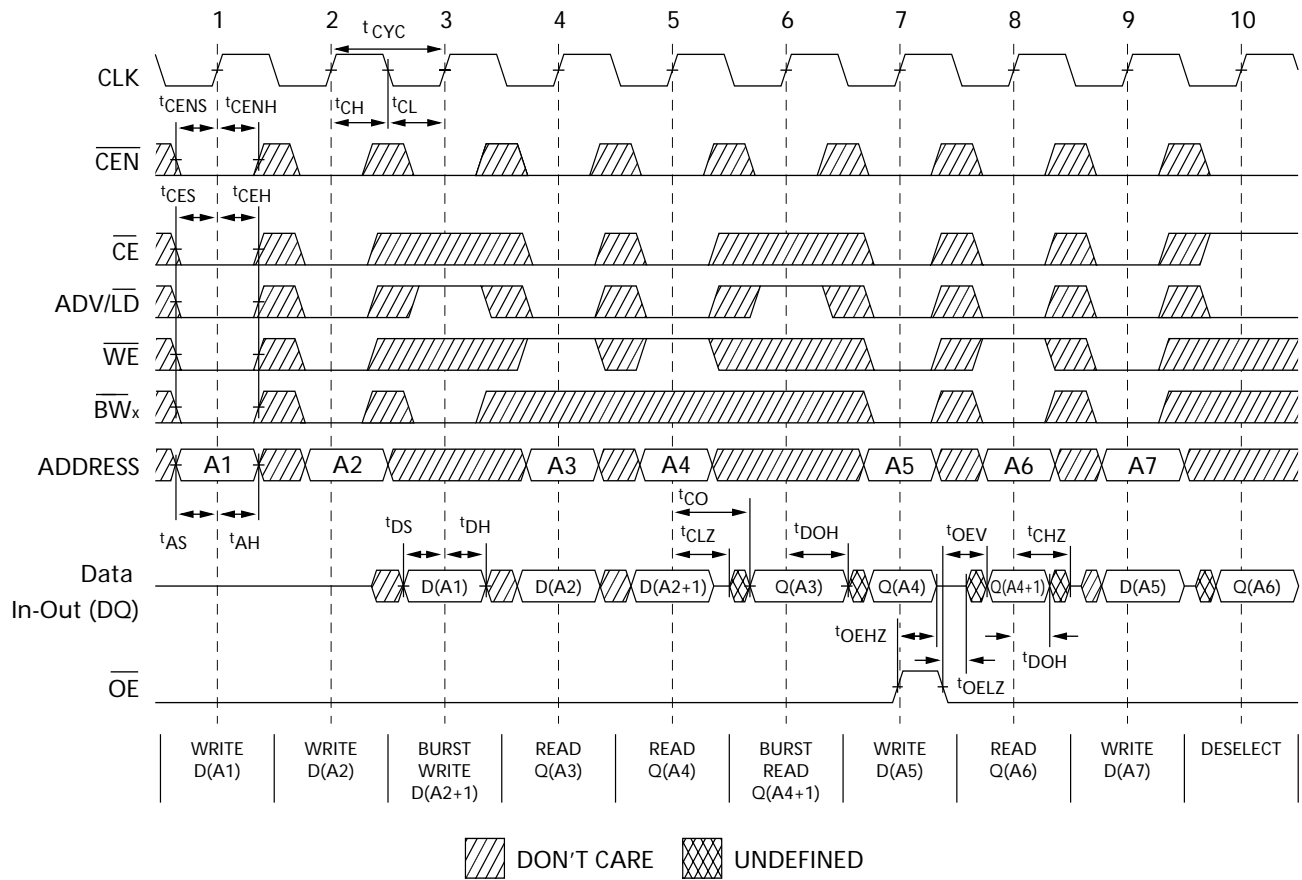 1 2 3 4 5 6 7 8 9 10
tCYC
CLK
tCENS tCENH tCH tCL
CEN
tCES tCEH
CE
ADV/LD
WE
BWx
ADDRESS A1 A2 A3 A4 A5 A6 A7
tCO
tAS tAH tDS tDH tCLZ tDOH tOEV tCHZ
Data
In-Out (DQ)
D(A1) D(A2) D(A2+1) Q(A3) Q(A4) Q(A4+1) D(A5) Q(A6)
tOEHZ tDOH
tOELZ
OE
WRITE
D(A1)
WRITE
D(A2)
BURST
WRITE
D(A2+1)
READ
Q(A3)
READ
Q(A4)
BURST
READ
Q(A4+1)
WRITE
D(A5)
READ
Q(A6)
WRITE
D(A7)
DESELECT
DON'T CARE
UNDEFINED